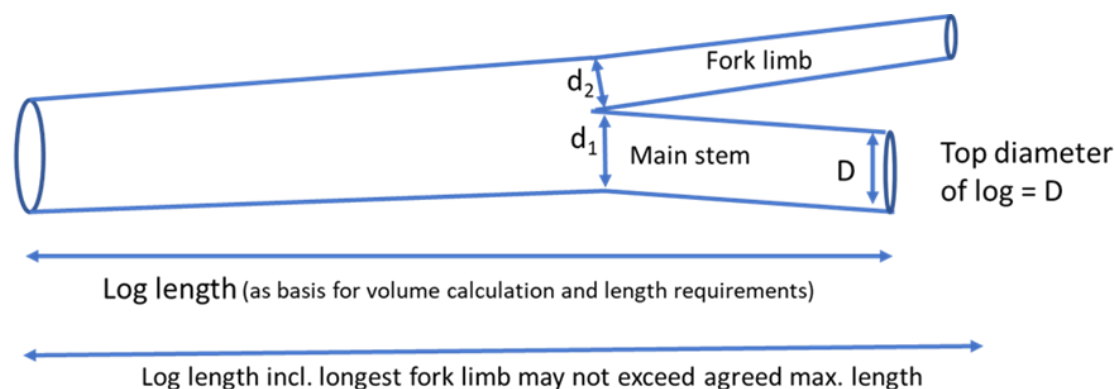 Fork limb
d2
d1
Main stem
D
Top diameter
of log = D
Log length (as basis for volume calculation and length requirements)
Log length incl. longest fork limb may not exceed agreed max. length